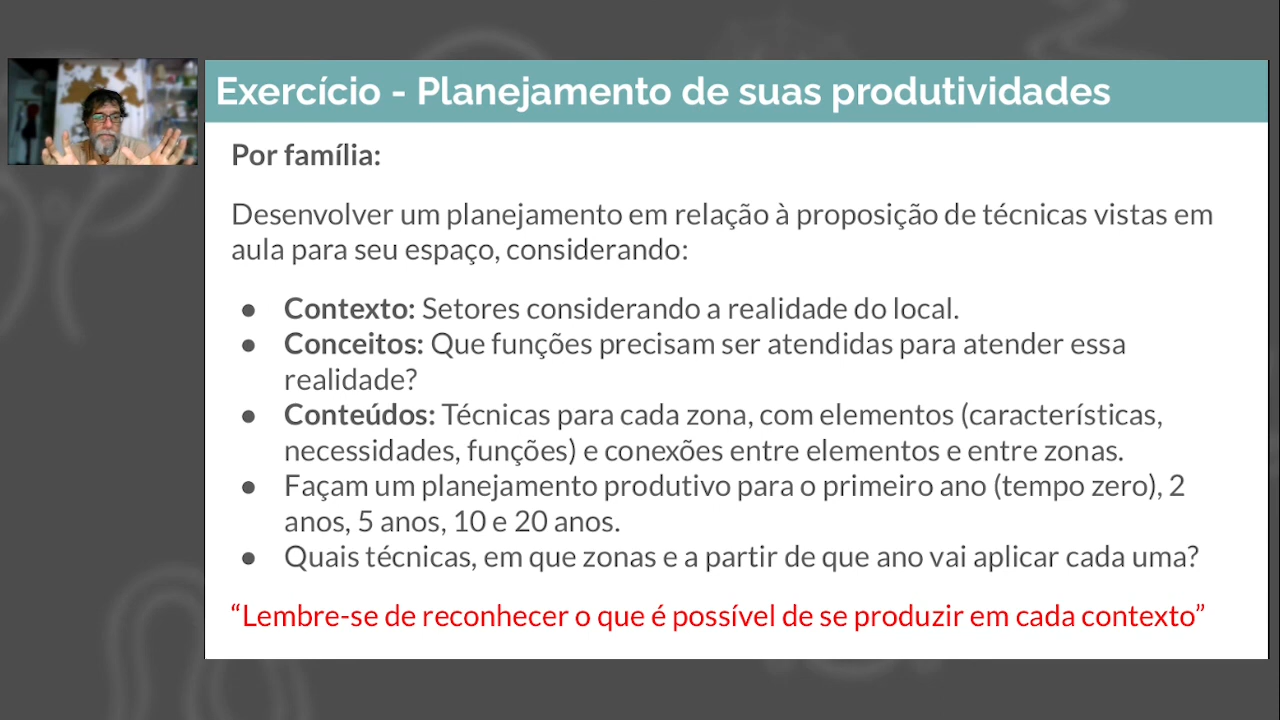 Exercício - Planejamento de suas produtividades
Por família:
Desenvolver um planejamento em relação à proposição de técnicas vistas em
aula para seu espaço, considerando:
● Contexto: Setores considerando a realidade do local.
● Conceitos: Que funções precisam ser atendidas para atender essa
realidade?
● Conteúdos: Técnicas para cada zona, com elementos (características,
necessidades, funções) e conexões entre elementos e entre zonas.
● Façam um planejamento produtivo para o primeiro ano (tempo zero), 2
anos, 5 anos, 10 e 20 anos.
● Quais técnicas, em que zonas e a partir de que ano vai aplicar cada uma?
“Lembre-se de reconhecer o que é possível de se produzir em cada contexto”